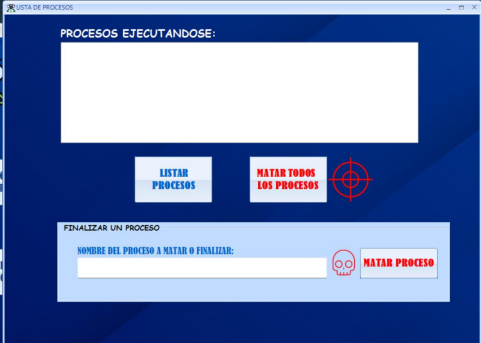 LISTA DE PROCESOS
PROCESOS EJECUTANDOSE:
LISTAR
PROCESOS
MATAR TODOS
LOS PROCESOS
FINALIZAR UN PROCESO
NOMBRE DEL PROCESO A MATAR O FINALIZAR:
MATAR PROCESO